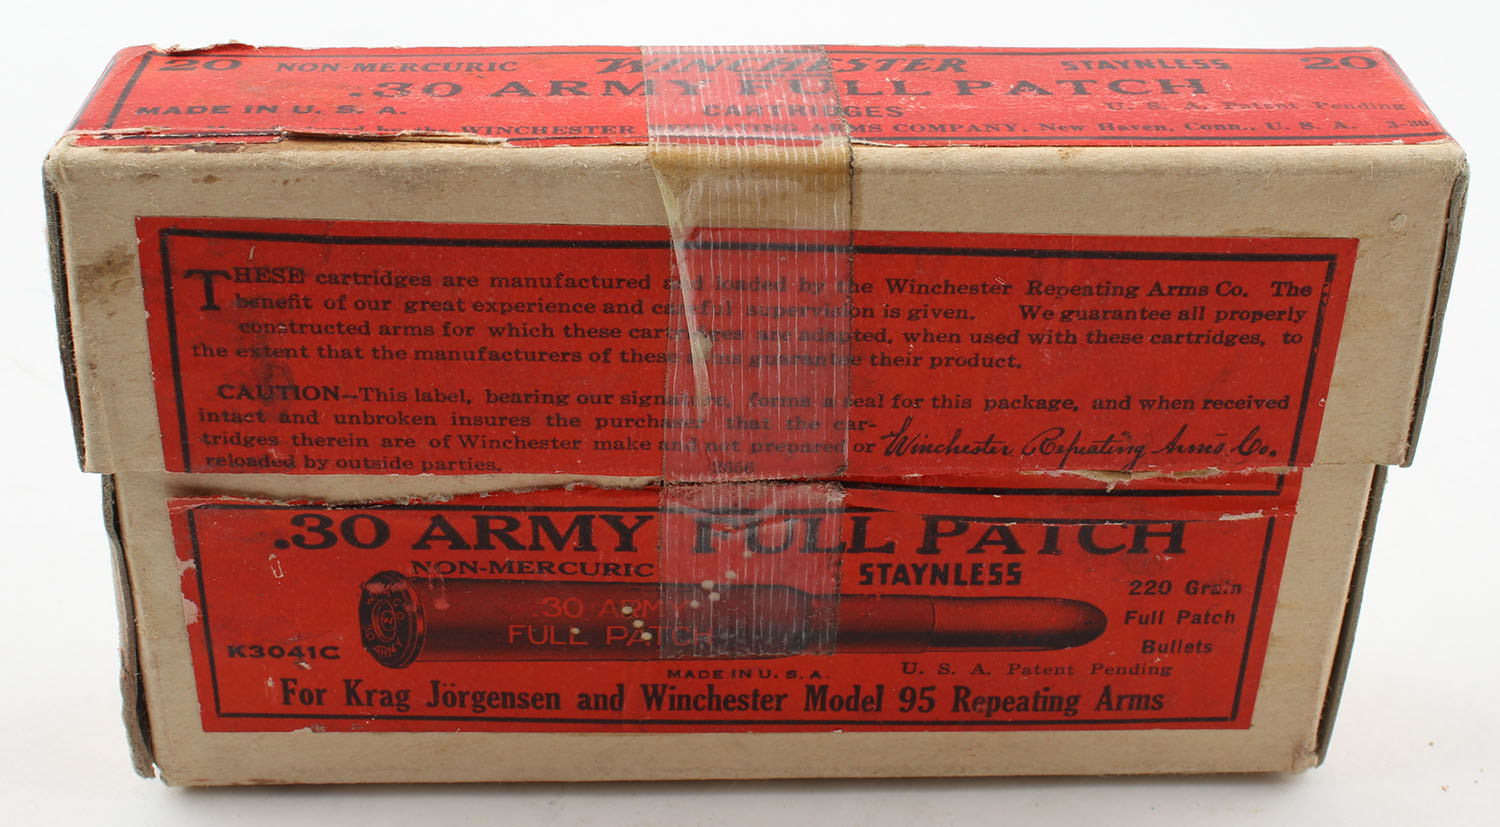 20 NON-MERCURIC WINCHESTER STAYNLESS 20
.30 ARMY FULL PATCH
MADE IN U. S. A. CARTRIDGES U. S. A. Patent Pending
WINCHESTER ARMS COMPANY, New Haven, Conn., U. S. A. 3-30
THESE cartridges are manufactured and loaded by the Winchester Repeating Arms Co. The
benefit of our great experience and careful supervision is given. We guarantee all properly
constructed arms for which these cartridges are adapted, when used with these cartridges, to
the extent that the manufacturers of these arms guarantee their product.
CAUTION--This label, bearing our signature, forms a seal for this package, and when received
intact and unbroken insures the purchaser that the car-
tridges therein are of Winchester make and not prepared or
reloaded by outside parties.
Winchester Repeating Arms Co.
.30 ARMY FULL PATCH
NON-MERCURIC STAYNLESS
30 ARMY
FULL PATCH
ARMY
220 Grain
Full Patch
Bullets
K3041C
MADE IN U. S. A. U. S. A. Patent Pending
For Krag Jörgensen and Winchester Model 95 Repeating Arms